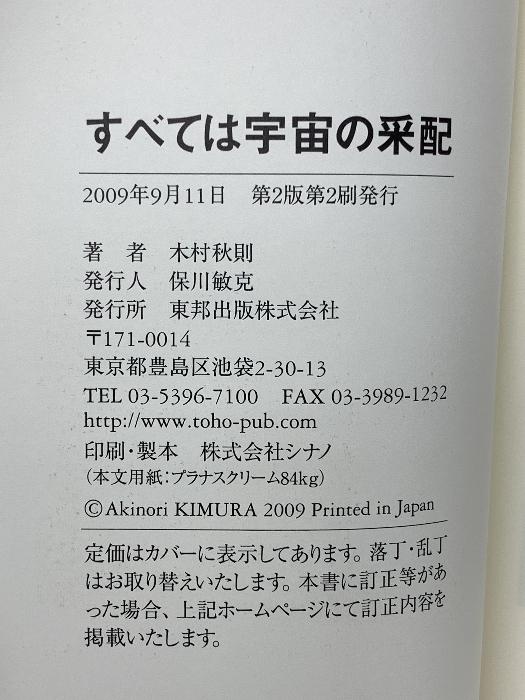 すべては宇宙の采配
2009年9月11日　第2版第2刷発行
著　者　木村秋則
発行人　保川敏克
発行所　東邦出版株式会社
〒171-0014
東京都豊島区池袋2-30-13
TEL 03-5396-7100　FAX 03-3989-1232
http://www.toho-pub.com
印刷・製本　株式会社シナノ
（本文用紙：プラナスクリーム84kg）
©Akinori KIMURA 2009 Printed in Japan
定価はカバーに表示してあります。落丁・乱丁
はお取り替えいたします。本書に訂正等があ
った場合、上記ホームページにて訂正内容を
掲載いたします。